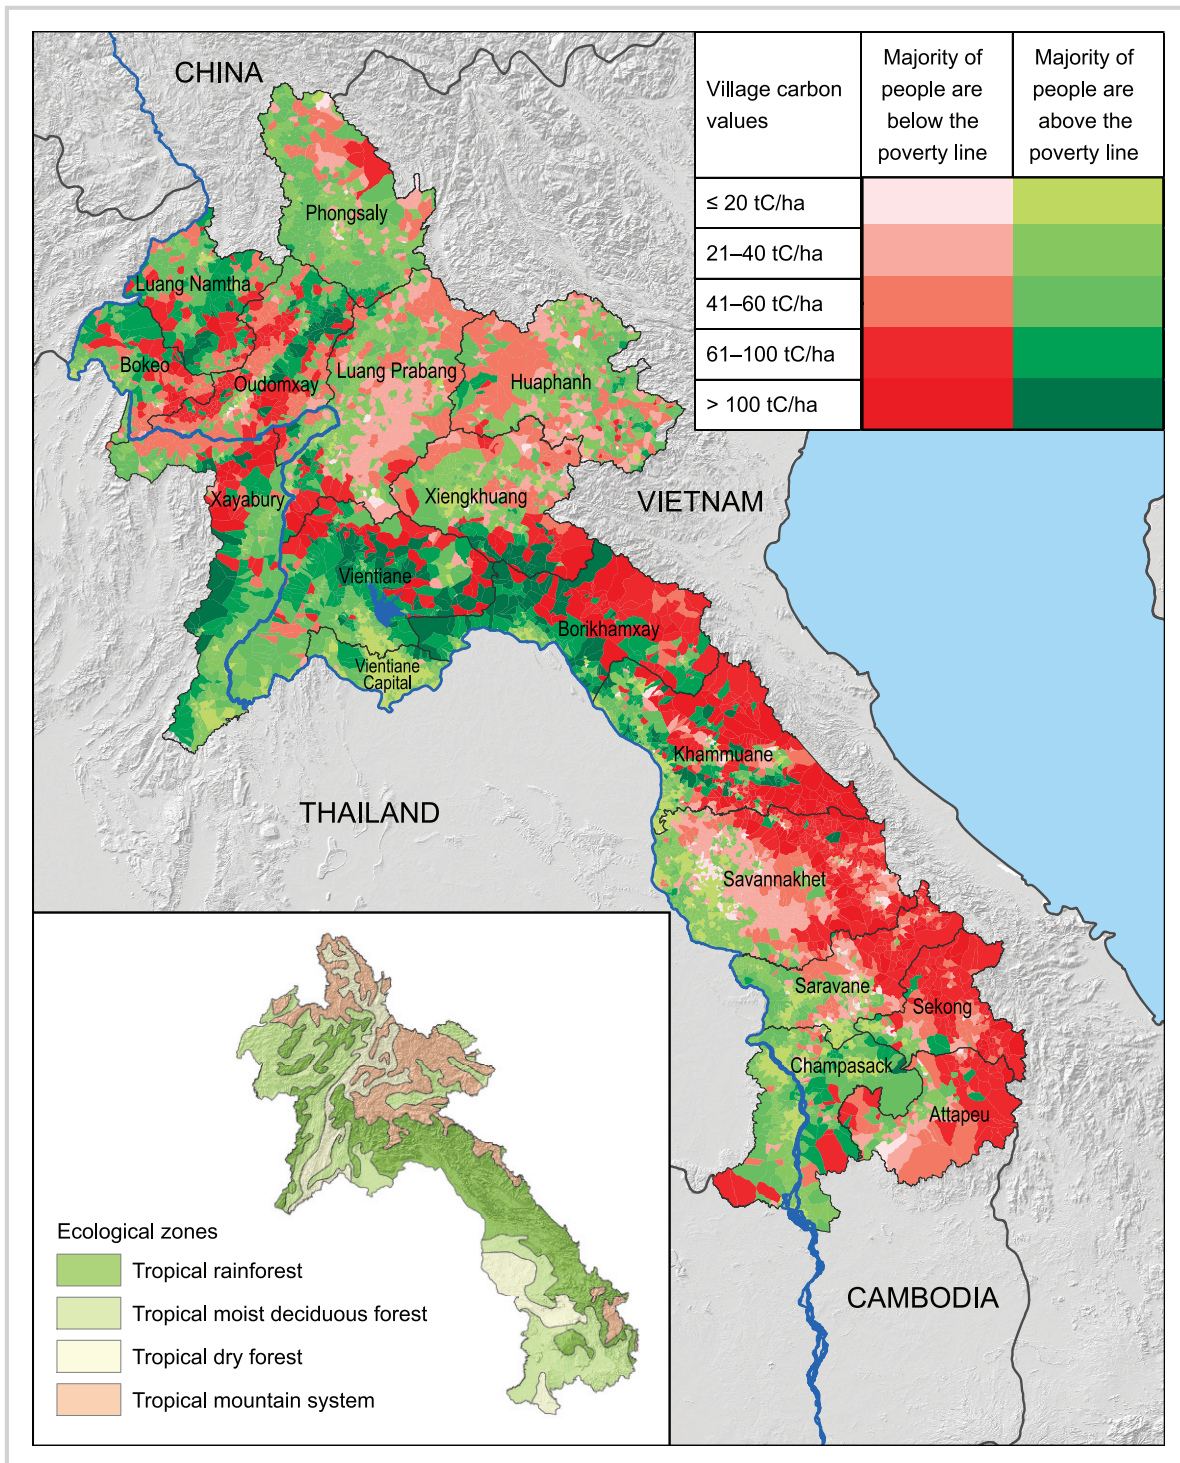 CHINA
Village carbon
values
Majority of
people are
below the
poverty line
Majority of
people are
above the
poverty line
≤ 20 tC/ha
21–40 tC/ha
41–60 tC/ha
61–100 tC/ha
> 100 tC/ha
Phongsaly
Luang Namtha
Bokeo
Oudomxay
Luang Prabang
Huaphanh
Xayabury
Xiengkhuang
VIETNAM
Vientiane
Borikhamxay
Vientiane
Capital
Khammuane
THAILAND
Savannakhet
Saravane
Sekong
Champasack
Attapeu
CAMBODIA
Ecological zones
Tropical rainforest
Tropical moist deciduous forest
Tropical dry forest
Tropical mountain system